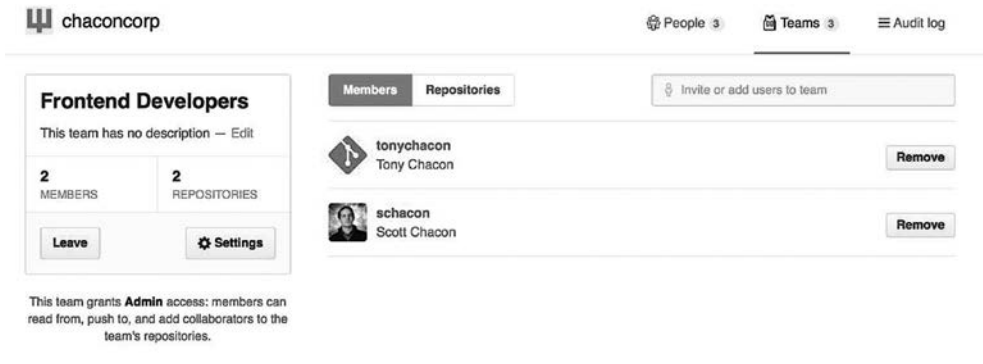 chaconcorp
People 3
Teams 3
Audit log
Frontend Developers
This team has no description — Edit
2
MEMBERS
2
REPOSITORIES
Leave
Settings
This team grants Admin access: members can
read from, push to, and add collaborators to the
team's repositories.
Members
Repositories
Invite or add users to team
tonychacon
Tony Chacon
Remove
schacon
Scott Chacon
Remove